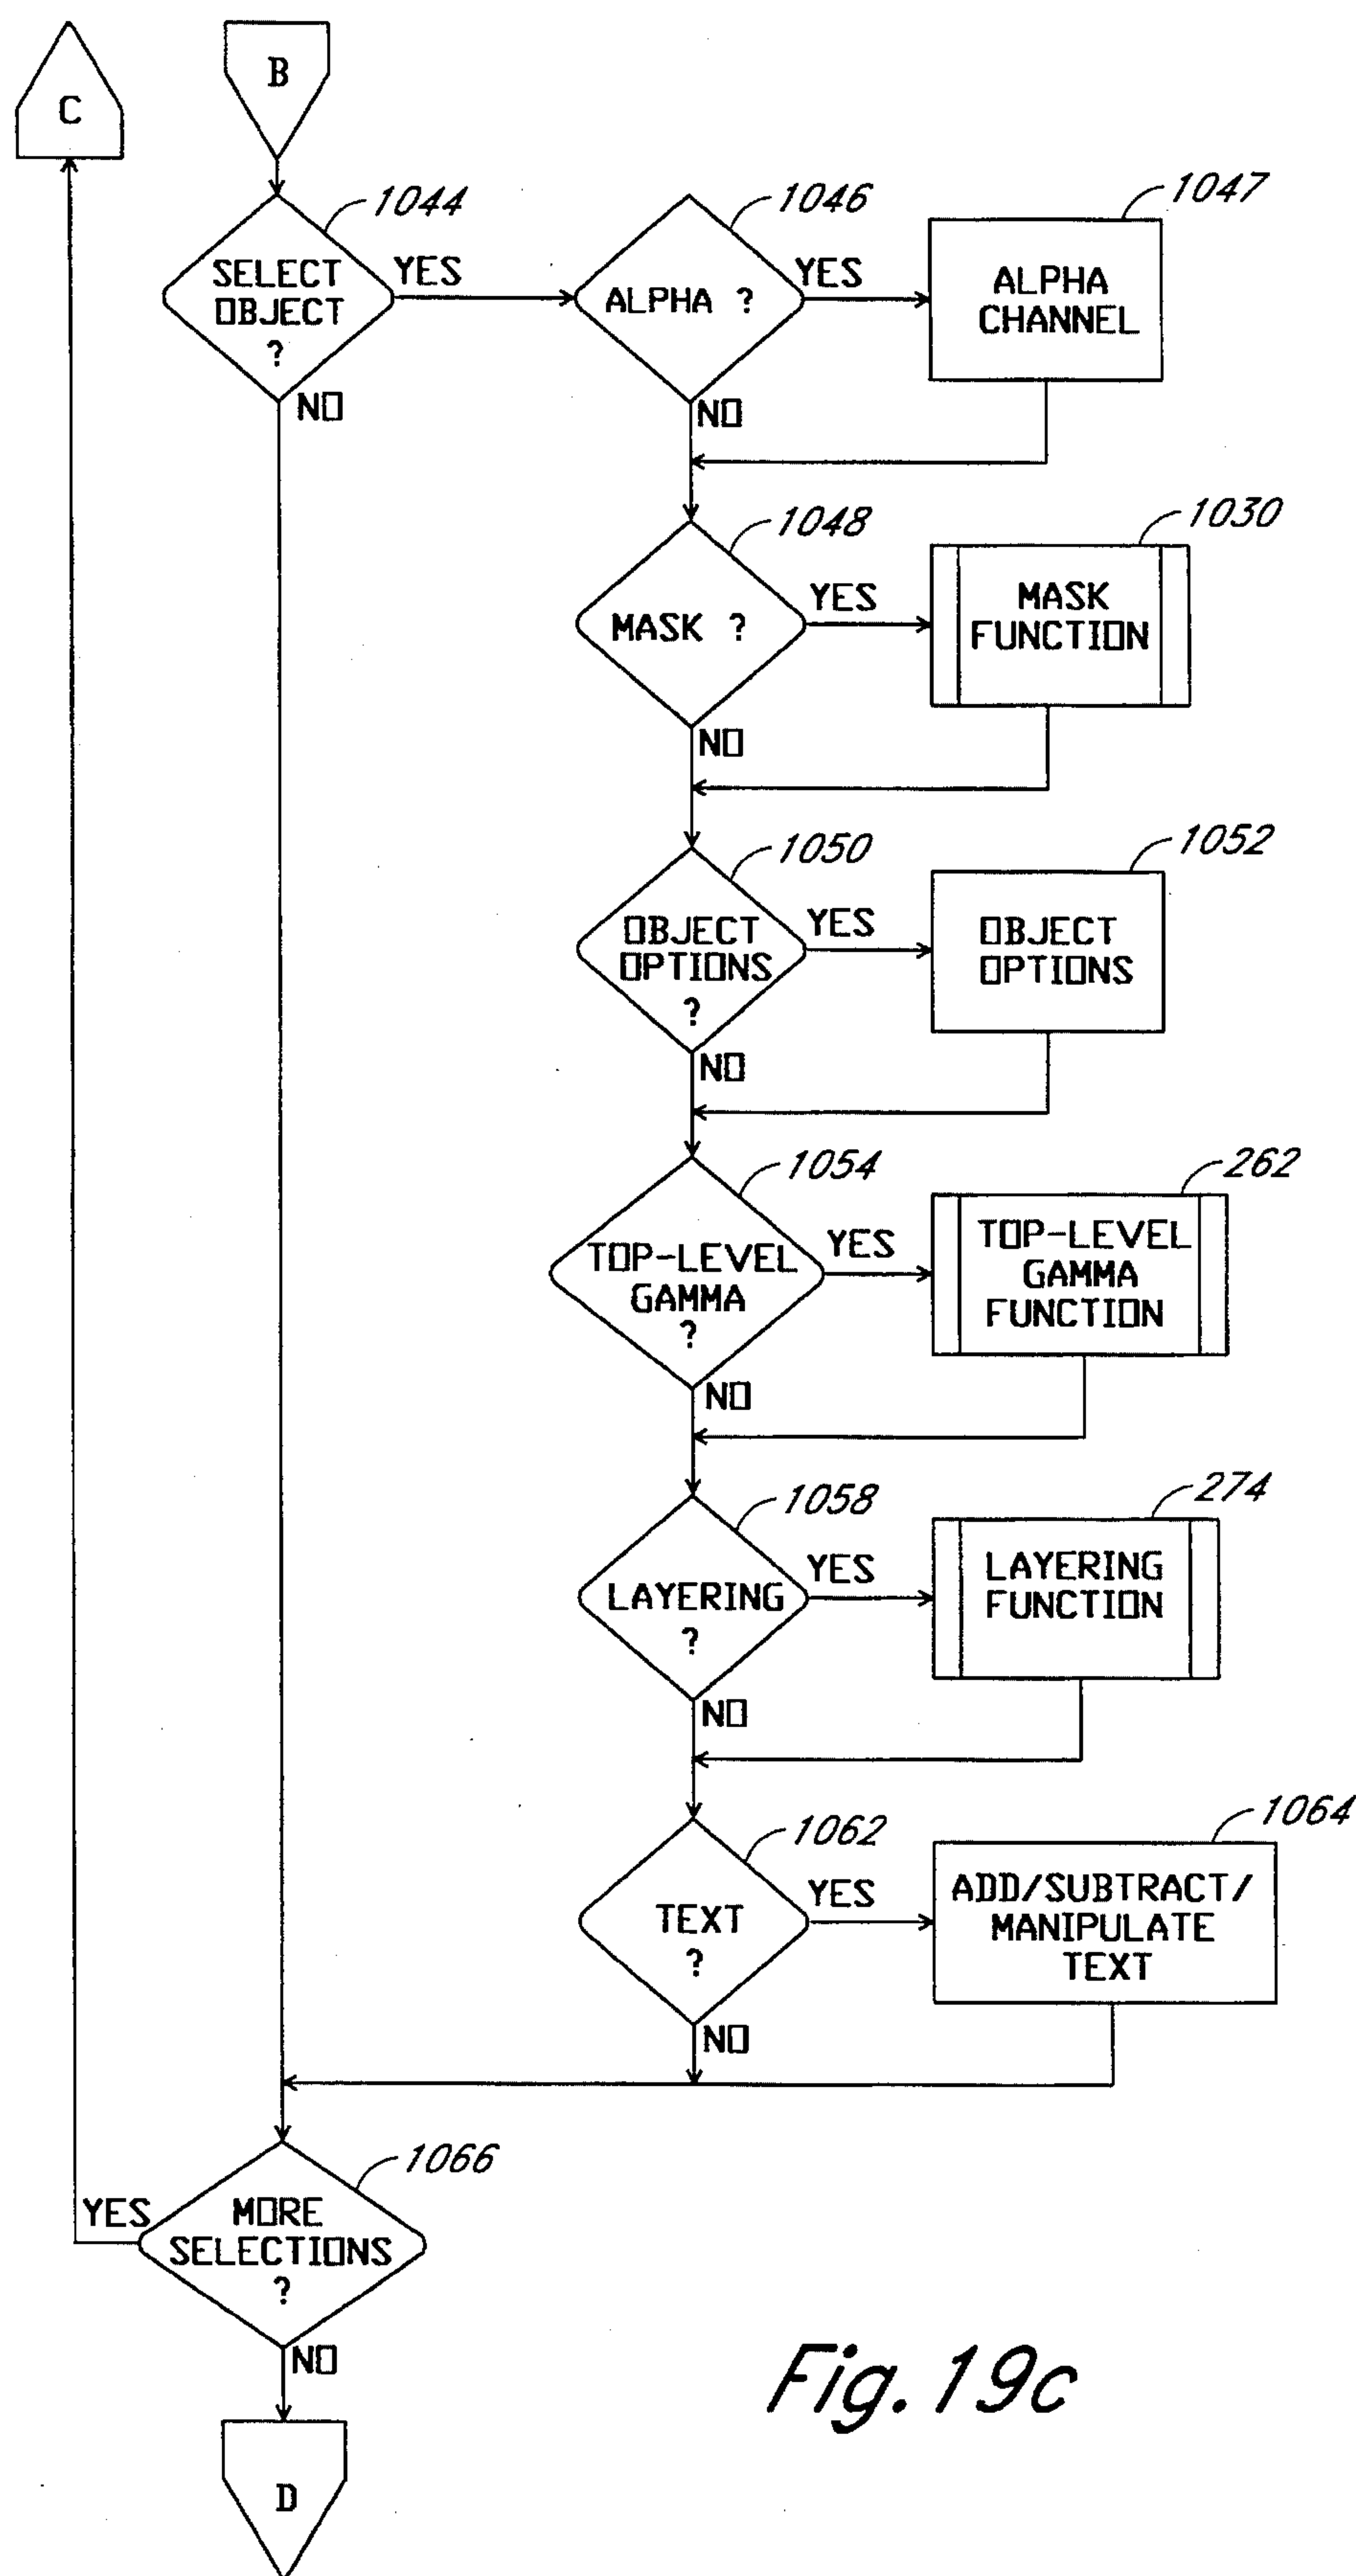 C
B
1044
SELECT
OBJECT
?
YES
NO
1046
ALPHA ?
YES
NO
1047
ALPHA
CHANNEL
1048
MASK ?
YES
NO
1030
MASK
FUNCTION
1050
OBJECT
OPTIONS
?
YES
NO
1052
OBJECT
OPTIONS
1054
TOP-LEVEL
GAMMA
?
YES
NO
262
TOP-LEVEL
GAMMA
FUNCTION
1058
LAYERING
?
YES
NO
274
LAYERING
FUNCTION
1062
TEXT
?
YES
NO
1064
ADD/SUBTRACT/
MANIPULATE
TEXT
1066
MORE
SELECTIONS
?
YES
NO
D
Fig. 19c